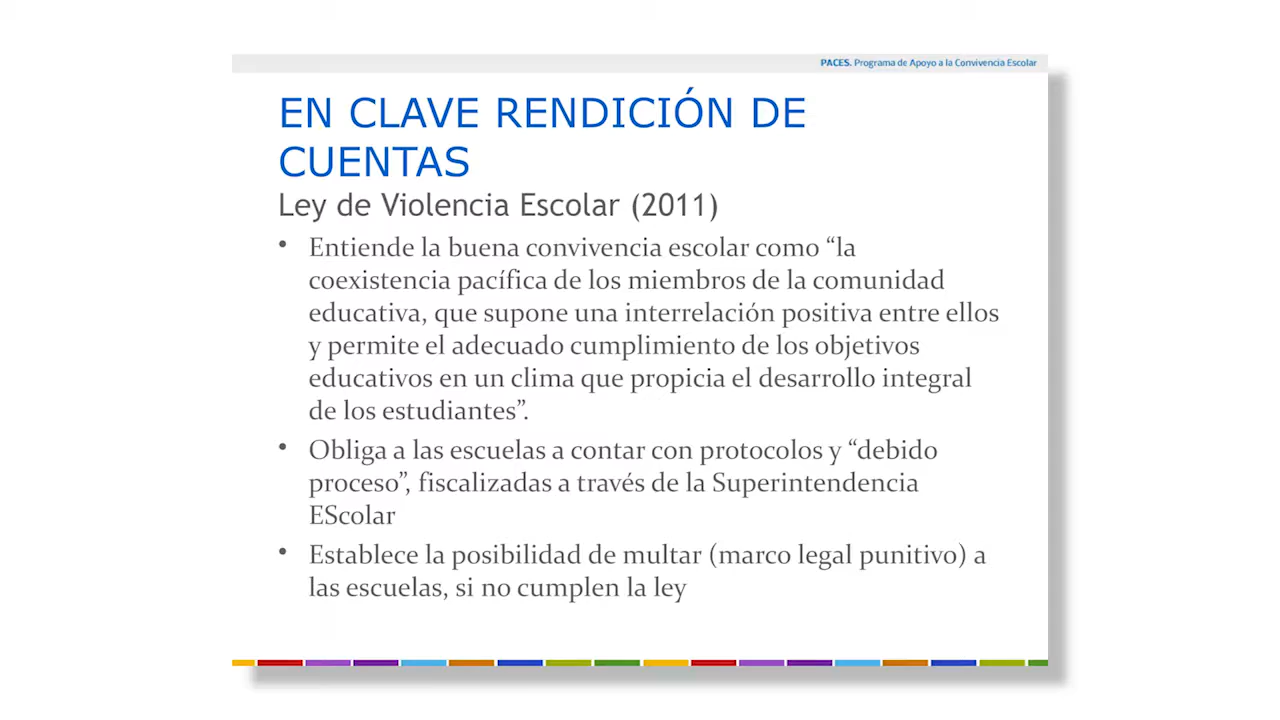 PACES. Programa de Apoyo a la Convivencia Escolar
EN CLAVE RENDICIÓN DE
CUENTAS
Ley de Violencia Escolar (2011)
• Entiende la buena convivencia escolar como “la
coexistencia pacífica de los miembros de la comunidad
educativa, que supone una interrelación positiva entre ellos
y permite el adecuado cumplimiento de los objetivos
educativos en un clima que propicia el desarrollo integral
de los estudiantes”.
• Obliga a las escuelas a contar con protocolos y “debido
proceso”, fiscalizadas a través de la Superintendencia
EScolar
• Establece la posibilidad de multar (marco legal punitivo) a
las escuelas, si no cumplen la ley